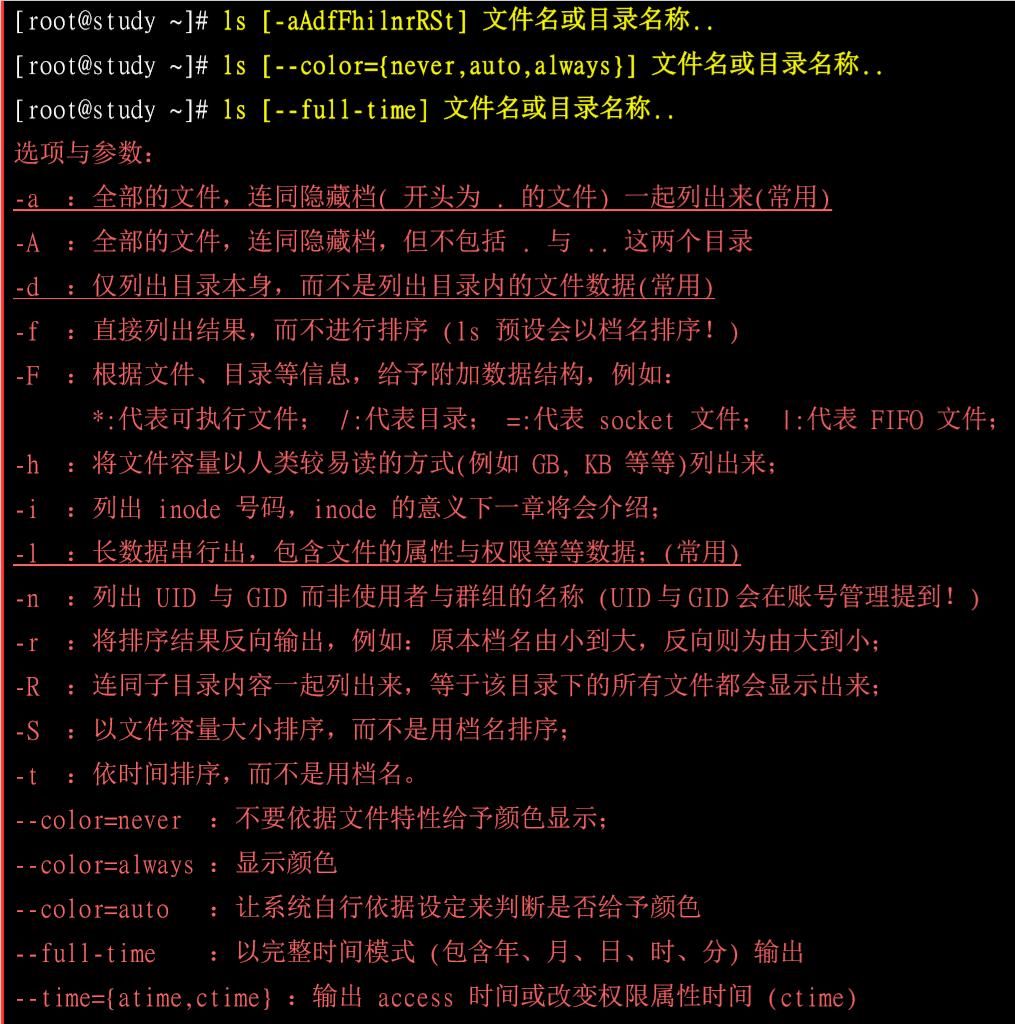 [root@study ~]# ls [-aAdfFhilnrRSt] 文件名或目录名称..
[root@study ~]# ls [--color={never,auto,always}] 文件名或目录名称..
[root@study ~]# ls [--full-time] 文件名或目录名称..
选项与参数：
-a ：全部的文件，连同隐藏档( 开头为 . 的文件) 一起列出来(常用)
-A ：全部的文件，连同隐藏档，但不包括 . 与 .. 这两个目录
-d ：仅列出目录本身，而不是列出目录内的文件数据(常用)
-f ：直接列出结果，而不进行排序 (ls 预设会以档名排序！)
-F ：根据文件、目录等信息，给予附加数据结构，例如：
*:代表可执行文件； /:代表目录； =:代表 socket 文件； |:代表 FIFO 文件；
-h ：将文件容量以人类较易读的方式(例如 GB, KB 等等)列出来；
-i ：列出 inode 号码，inode 的意义下一章将会介绍；
-l ：长数据串行出，包含文件的属性与权限等等数据；(常用)
-n ：列出 UID 与 GID 而非使用者与群组的名称 (UID与GID会在账号管理提到！)
-r ：将排序结果反向输出，例如：原本档名由小到大，反向则为由大到小；
-R ：连同子目录内容一起列出来，等于该目录下的所有文件都会显示出来；
-S ：以文件容量大小排序，而不是用档名排序；
-t ：依时间排序，而不是用档名。
--color=never ：不要依据文件特性给予颜色显示；
--color=always ：显示颜色
--color=auto ：让系统自行依据设定来判断是否给予颜色
--full-time ：以完整时间模式 (包含年、月、日、时、分) 输出
--time={atime,ctime} ：输出 access 时间或改变权限属性时间 (ctime)